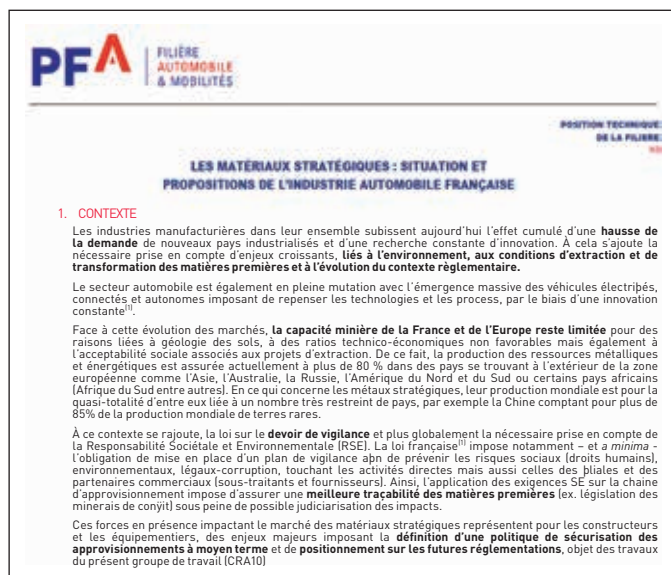 PFA
FILIÈRE
AUTOMOBILE
& MOBILITÉS
POSITION TECHNIQUE
DE LA FILIERE
LES MATÉRIAUX STRATÉGIQUES : SITUATION ET
PROPOSITIONS DE L'INDUSTRIE AUTOMOBILE FRANÇAISE
1. CONTEXTE
Les industries manufacturières dans leur ensemble subissent aujourd'hui l'effet cumulé d'une hausse de
la demande de nouveaux pays industrialisés et d'une recherche constante d'innovation. À cela s'ajoute la
nécessaire prise en compte d'enjeux croissants, liés à l'environnement, aux conditions d'extraction et de
transformation des matières premières et à l'évolution du contexte règlementaire.
Le secteur automobile est également en pleine mutation avec l'émergence massive des véhicules électriþés,
connectés et autonomes imposant de repenser les technologies et les process, par le biais d'une innovation
constante[1].
Face à cette évolution des marchés, la capacité minière de la France et de l'Europe reste limitée pour des
raisons liées à géologie des sols, à des ratios technico-économiques non favorables mais également à
l'acceptabilité sociale associés aux projets d'extraction. De ce fait, la production des ressources métalliques
et énergétiques est assurée actuellement à plus de 80 % dans des pays se trouvant à l'extérieur de la zone
européenne comme l'Asie, l'Australie, la Russie, l'Amérique du Nord et du Sud ou certains pays africains
(Afrique du Sud entre autres). En ce qui concerne les métaux stratégiques, leur production mondiale est pour la
quasi-totalité d'entre eux liée à un nombre très restreint de pays, par exemple la Chine comptant pour plus de
85% de la production mondiale de terres rares.
À ce contexte se rajoute, la loi sur le devoir de vigilance et plus globalement la nécessaire prise en compte de
la Responsabilité Sociétale et Environnementale (RSE). La loi française[1] impose notamment – et a minima -
l'obligation de mise en place d'un plan de vigilance aþn de prévenir les risques sociaux (droits humains),
environnementaux, légaux-corruption, touchant les activités directes mais aussi celles des þliales et des
partenaires commerciaux (sous-traitants et fournisseurs). Ainsi, l'application des exigences SE sur la chaine
d'approvisionnement impose d'assurer une meilleure traçabilité des matières premières (ex. législation des
minerais de conÿit) sous peine de possible judiciarisation des impacts.
Ces forces en présence impactant le marché des matériaux stratégiques représentent pour les constructeurs
et les équipementiers, des enjeux majeurs imposant la définition d'une politique de sécurisation des
approvisionnements à moyen terme et de positionnement sur les futures réglementations, objet des travaux
du présent groupe de travail (CRA10)